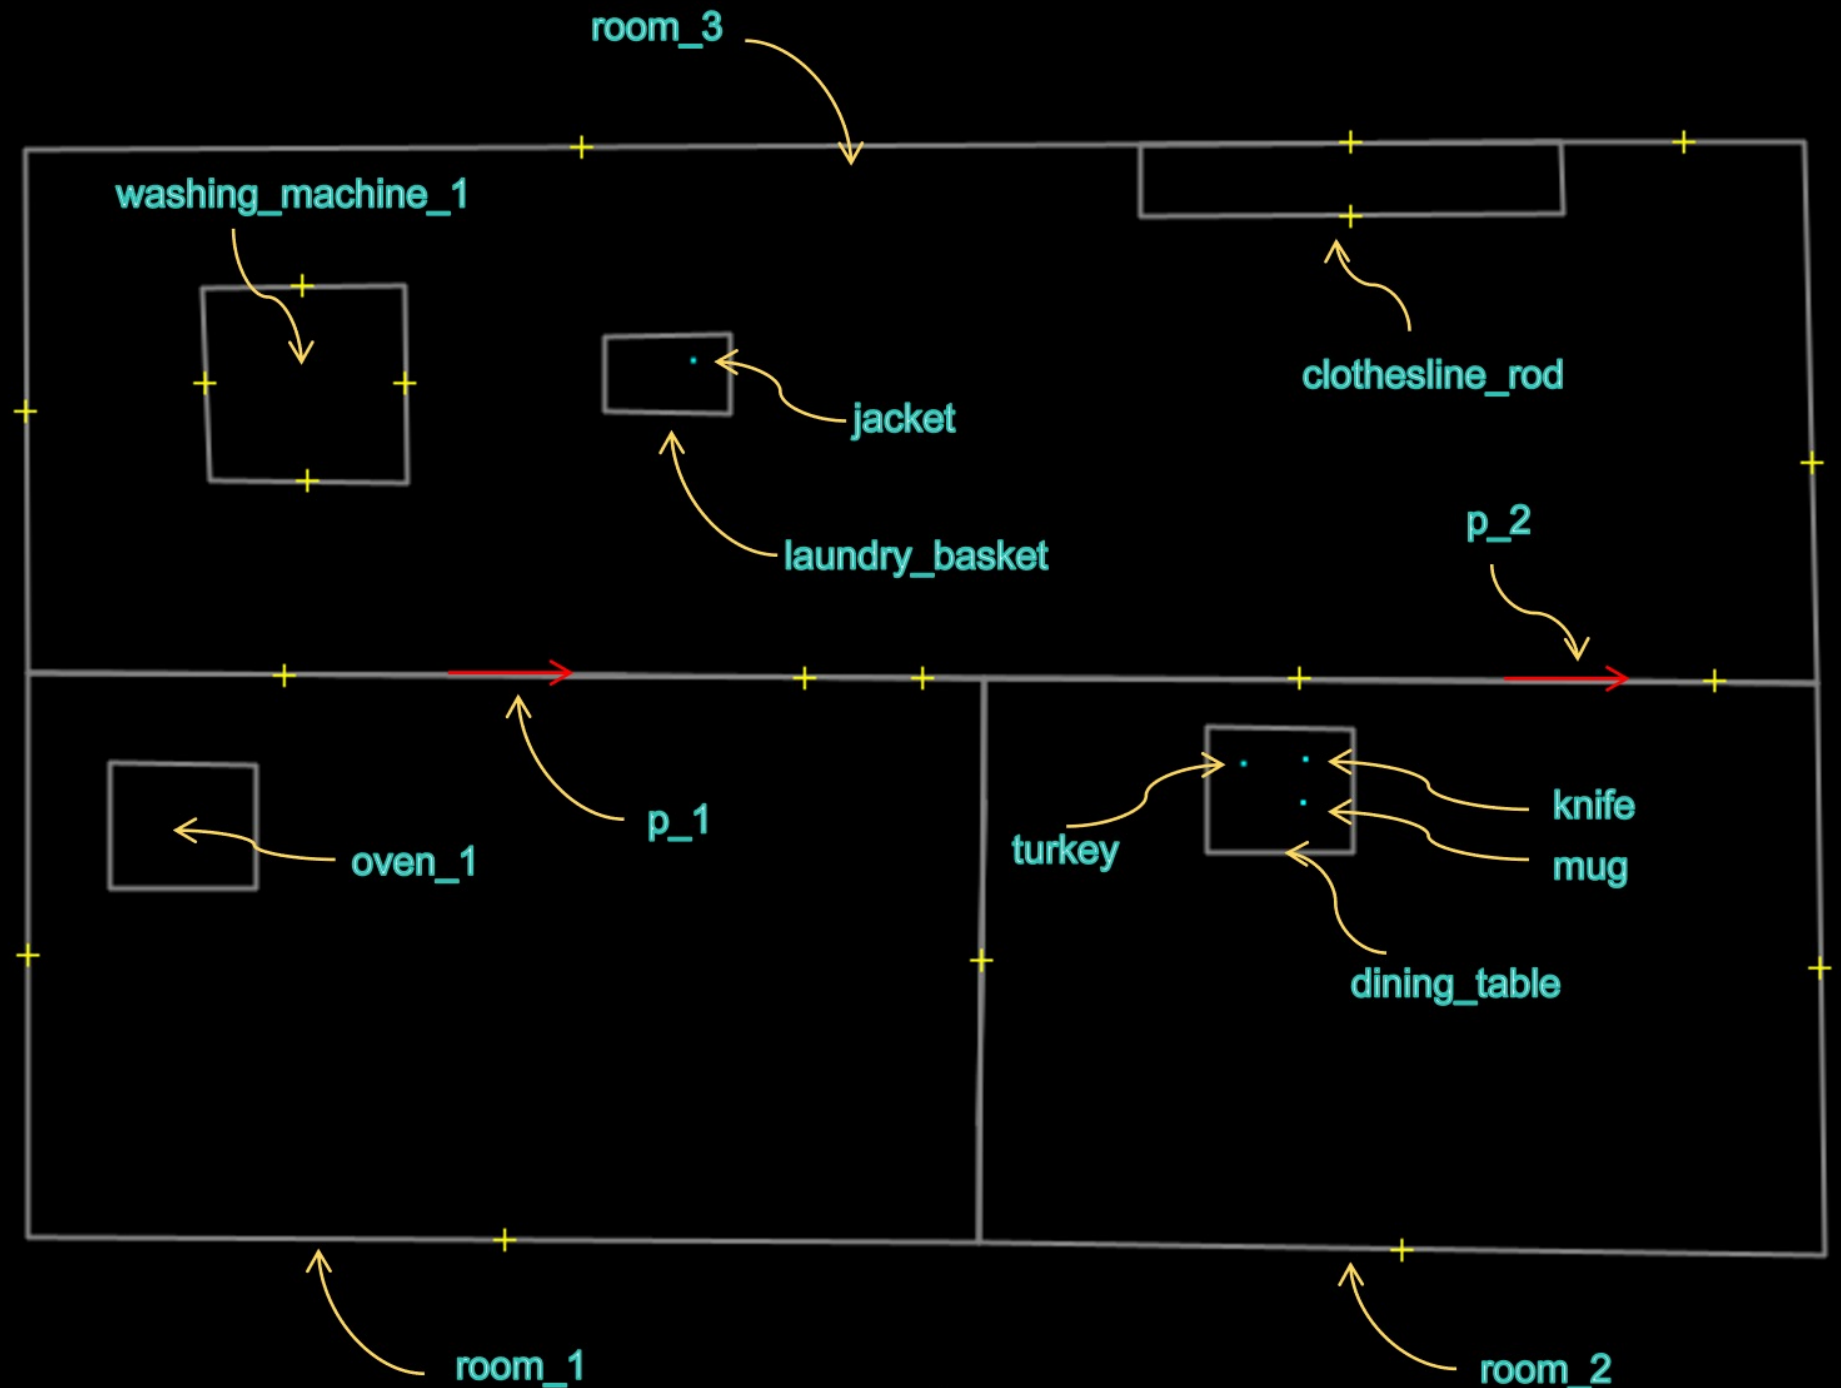 room_3
washing_machine_1
clothesline_rod
jacket
p_2
laundry_basket
p_1
knife
turkey
oven_1
mug
dining_table
room_1
room_2